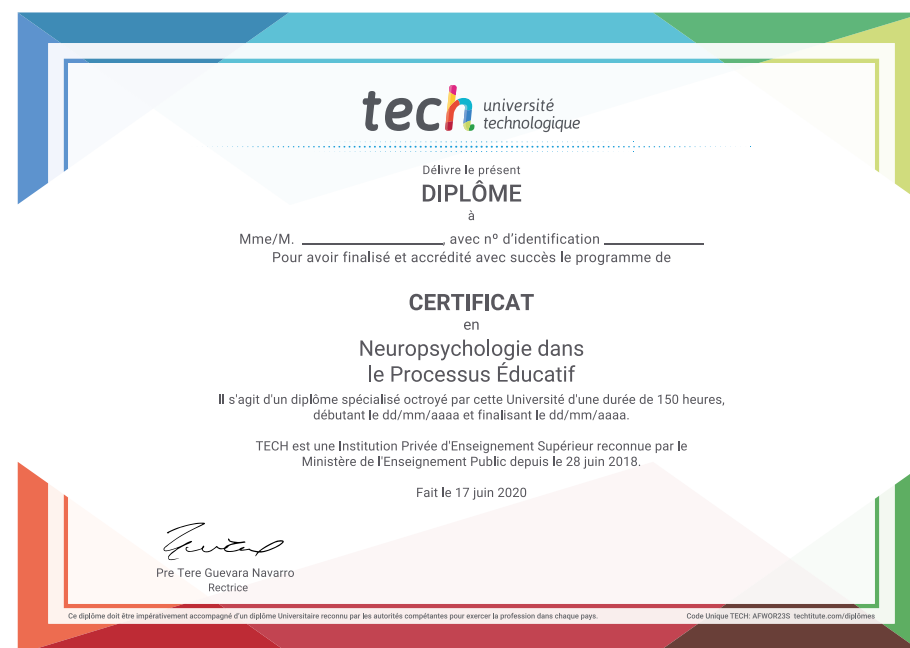 tech université
technologique
Délivre le présent
DIPLÔME
à
Mme/M. ____________________, avec nº d'identification ______________
Pour avoir finalisé et accrédité avec succès le programme de
CERTIFICAT
en
Neuropsychologie dans
le Processus Éducatif
Il s'agit d'un diplôme spécialisé octroyé par cette Université d'une durée de 150 heures,
débutant le dd/mm/aaaa et finalisant le dd/mm/aaaa.
TECH est une Institution Privée d'Enseignement Supérieur reconnue par le
Ministère de l'Enseignement Public depuis le 28 juin 2018.
Fait le 17 juin 2020
Pre Tere Guevara Navarro
Rectrice
Ce diplôme doit être impérativement accompagné d'un diplôme Universitaire reconnu par les autorités compétantes pour exercer la profession dans chaque pays.
Code Unique TECH: AFWOR23S techtitute.com/diplômes